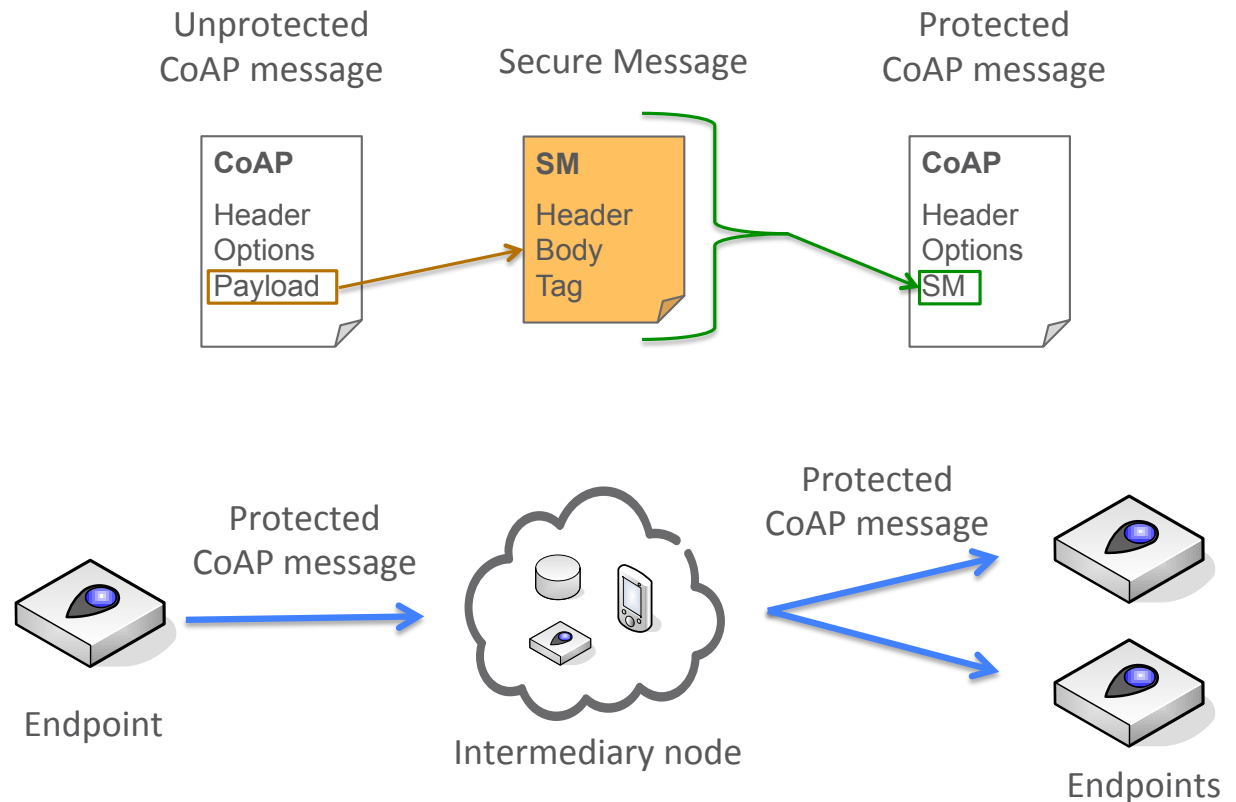 Unprotected
CoAP message
Secure Message
Protected
CoAP message
CoAP
Header
Options
Payload
SM
Header
Body
Tag
CoAP
Header
Options
SM
Protected
CoAP message
Protected
CoAP message
Endpoint
Intermediary node
Endpoints